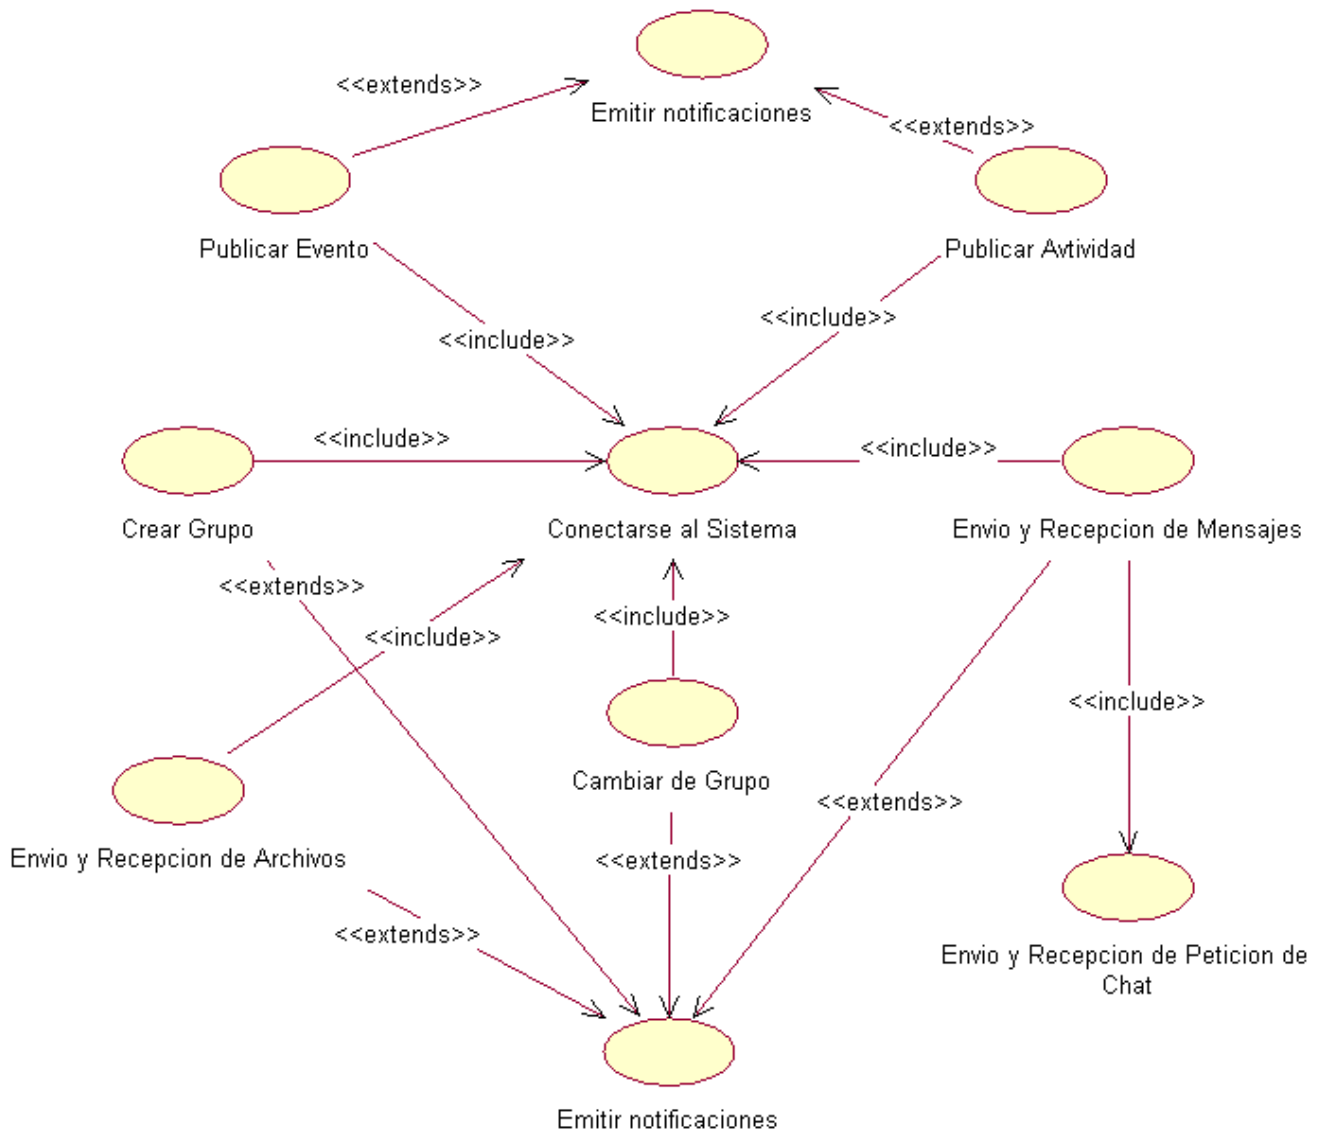 <<extends>>
Emitir notificaciones
<<extends>>
Publicar Evento
Publicar Avtividad
<<include>>
<<include>>
<<include>>
<<include>>
Crear Grupo
Conectarse al Sistema
Envio y Recepcion de Mensajes
<<extends>>
<<include>>
<<include>>
<<include>>
Cambiar de Grupo
<<extends>>
Envio y Recepcion de Archivos
<<extends>>
<<extends>>
Envio y Recepcion de Peticion de
Chat
Emitir notificaciones